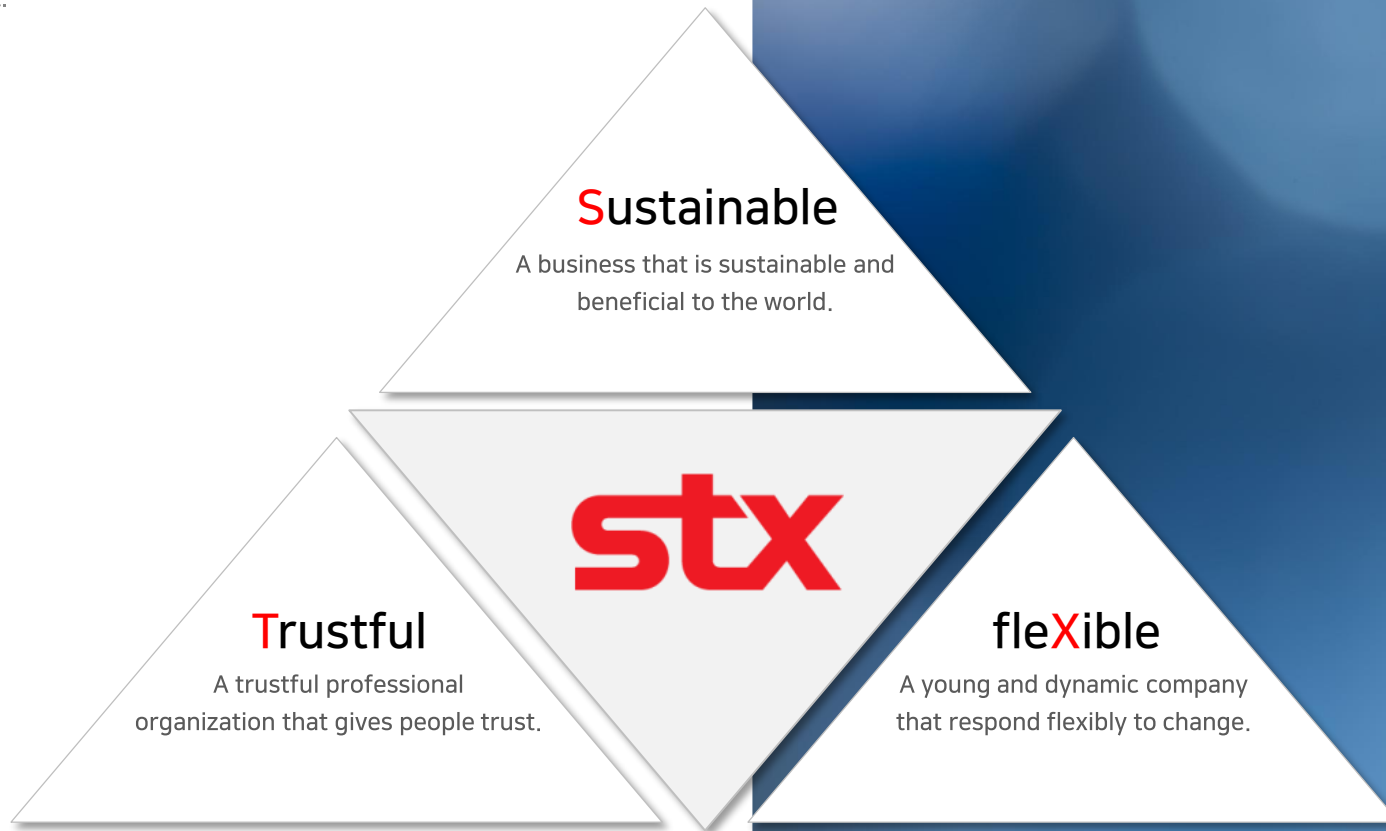 Sustainable
A business that is sustainable and
beneficial to the world.
stx
Trustful
A trustful professional
organization that gives people trust.
fleXible
A young and dynamic company
that respond flexibly to change.